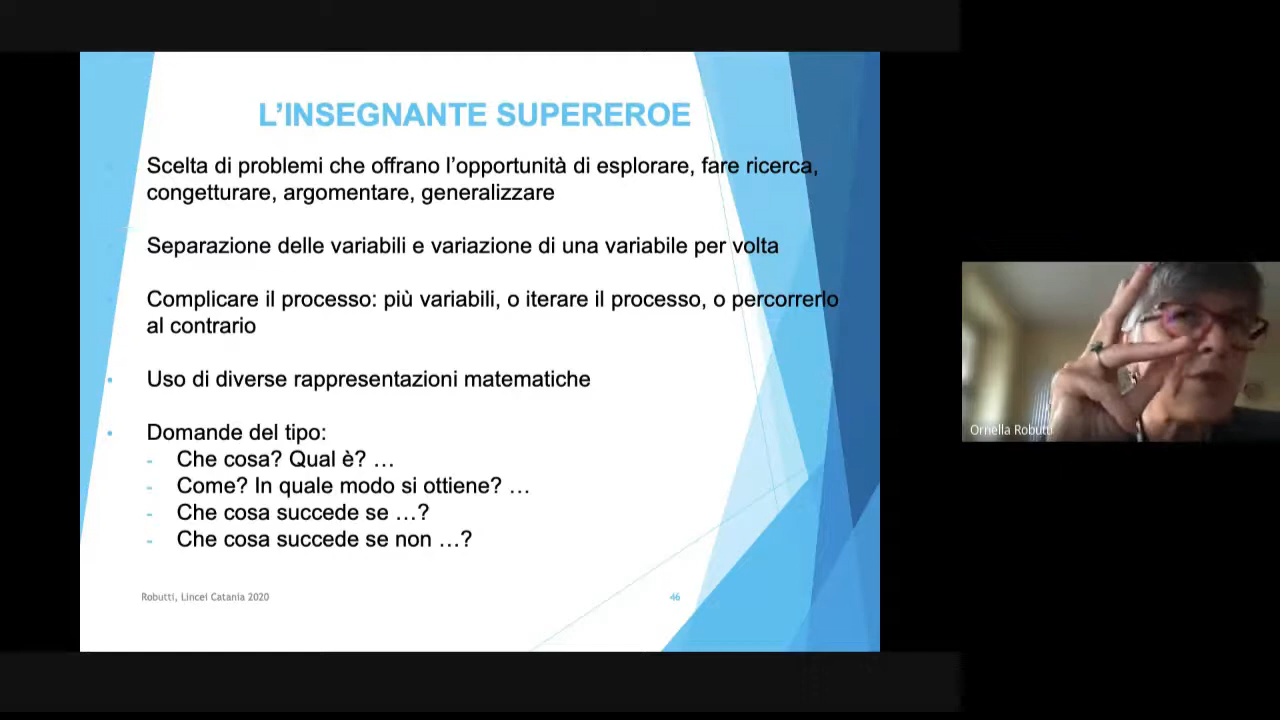 L'INSEGNANTE SUPEREROE
Scelta di problemi che offrano l'opportunità di esplorare, fare ricerca,
congetturare, argomentare, generalizzare
Separazione delle variabili e variazione di una variabile per volta
Complicare il processo: più variabili, o iterare il processo, o percorrerlo
al contrario
• Uso di diverse rappresentazioni matematiche
• Domande del tipo:
- Che cosa? Qual è? …
- Come? In quale modo si ottiene? …
- Che cosa succede se …?
- Che cosa succede se non …?
Robutti, Lincei Catania 2020
46
Ornella Robutti